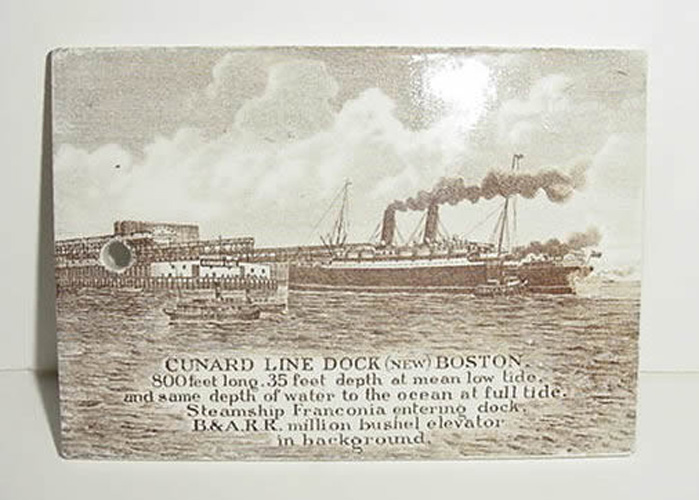 CUNARD LINE DOCK (NEW) BOSTON.
800 feet long. 35 feet depth at mean low tide.
and same depth of water to the ocean at full tide.
Steamship Franconia entering dock.
B & A.R.R. million bushel elevator
in background.